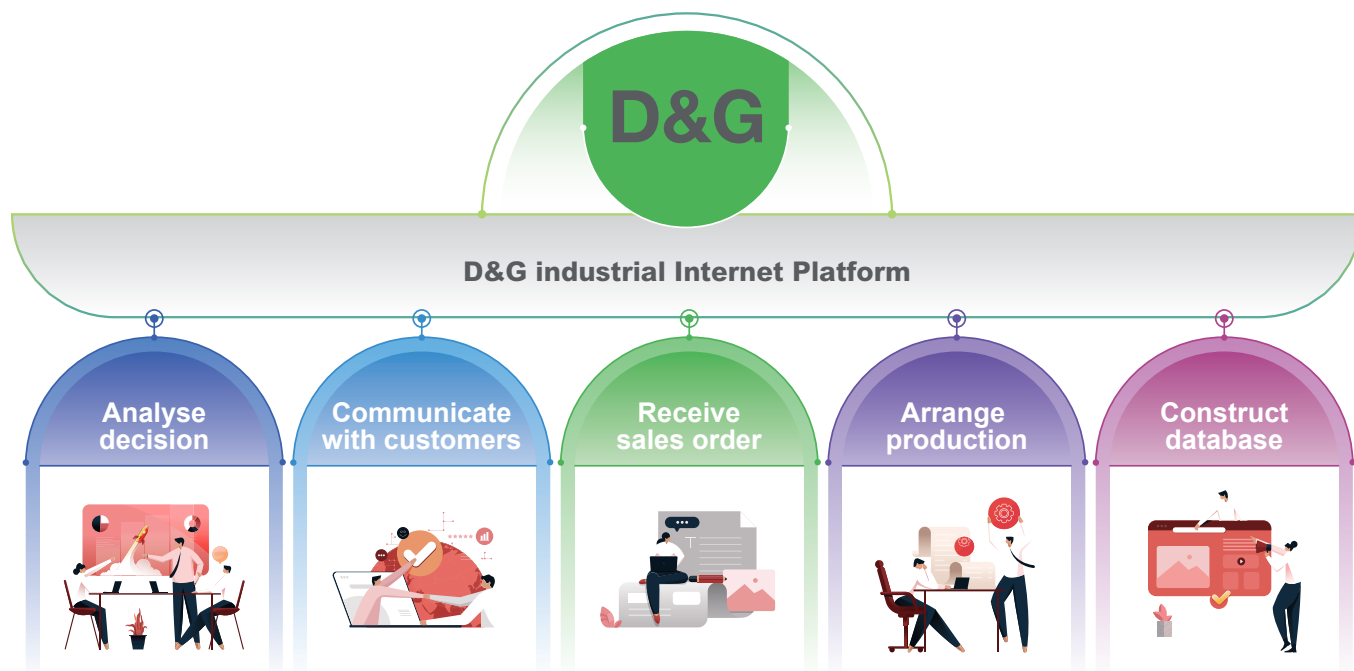 D&G
D&G industrial Internet Platform
Analyse
decision
Communicate
with customers
Receive
sales order
Arrange
production
Construct
database
T